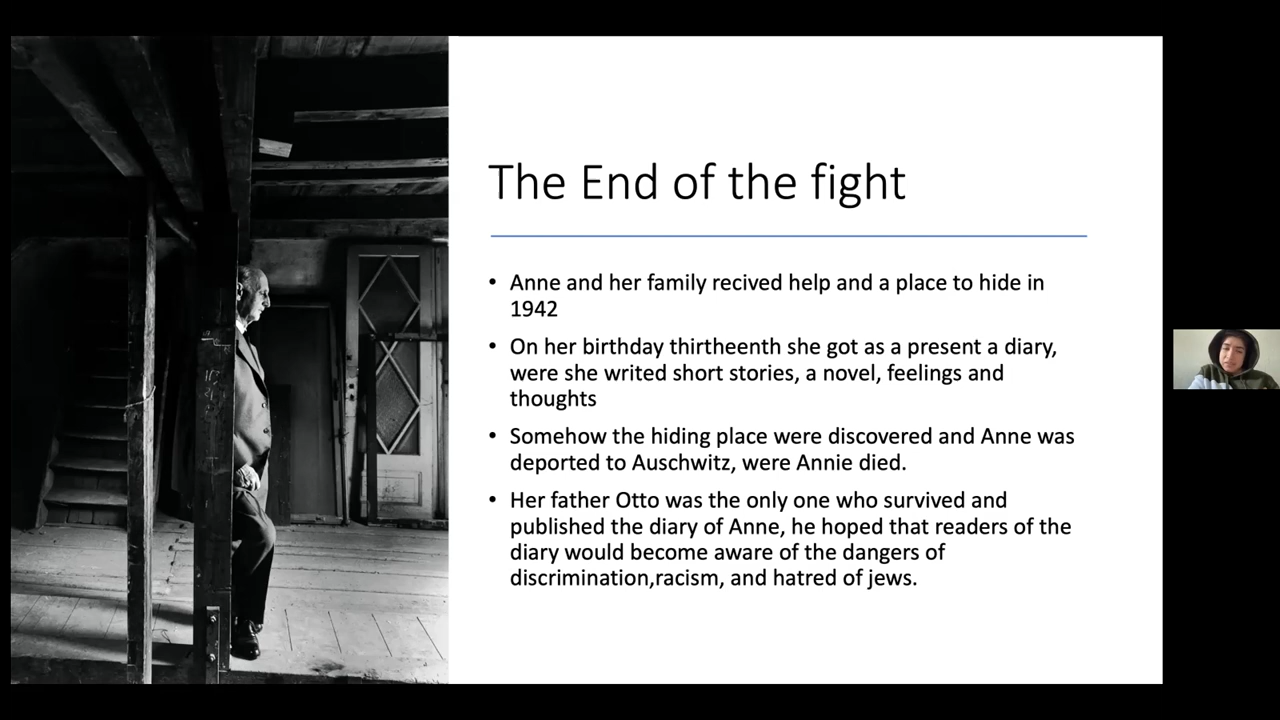 The End of the fight
• Anne and her family recived help and a place to hide in
1942
• On her birthday thirtheenth she got as a present a diary,
were she writed short stories, a novel, feelings and
thoughts
• Somehow the hiding place were discovered and Anne was
deported to Auschwitz, were Annie died.
• Her father Otto was the only one who survived and
published the diary of Anne, he hoped that readers of the
diary would become aware of the dangers of
discrimination,racism, and hatred of jews.